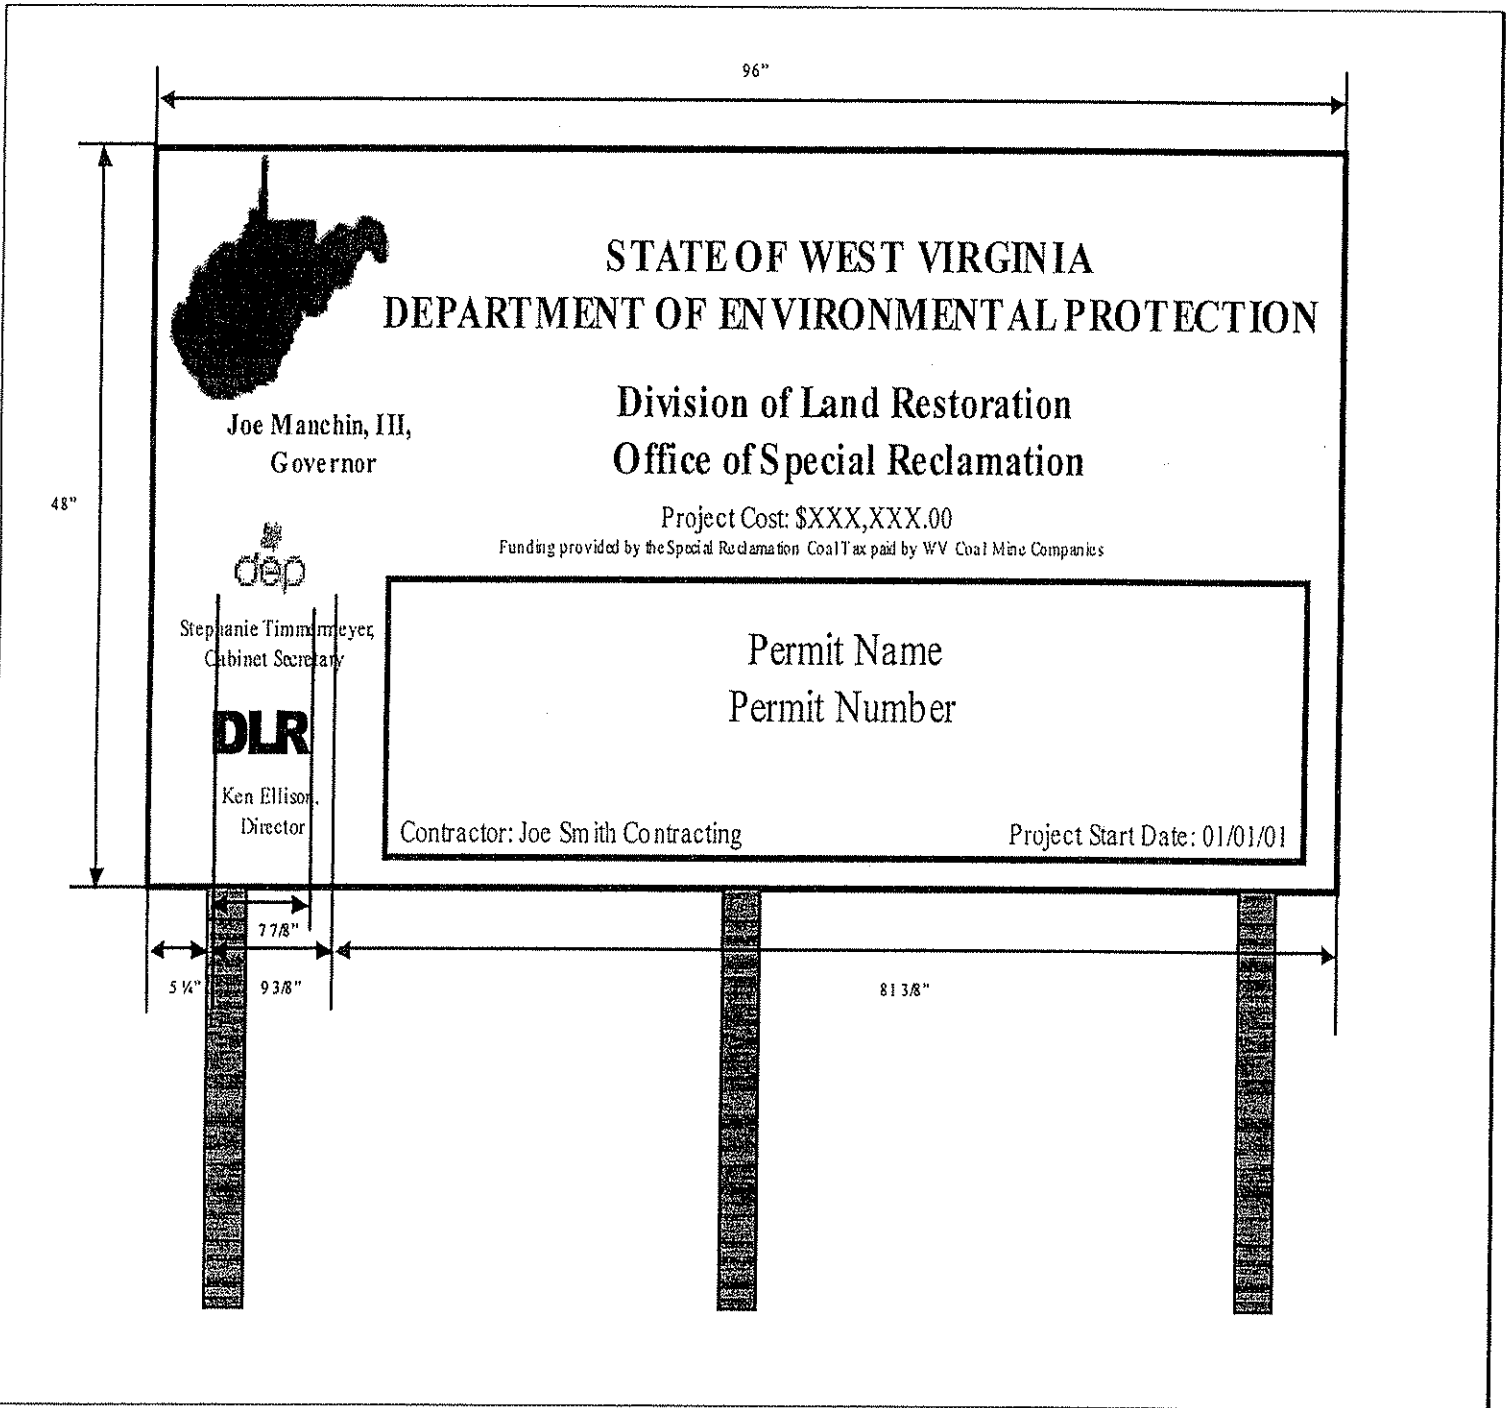 96"
STATE OF WEST VIRGINIA
DEPARTMENT OF ENVIRONMENTAL PROTECTION
Division of Land Restoration
Office of Special Reclamation
Project Cost: $XXX,XXX.00
Funding provided by the Special Reclamation Coal Tax paid by WV Coal Mine Companies
Joe Manchin, III,
Governor
48"
dep
Stephanie Timmermeyer,
Cabinet Secretary
DLR
Ken Ellison,
Director
Permit Name
Permit Number
Contractor: Joe Smith Contracting
Project Start Date: 01/01/01
7 7/8"
5 ¼"
9 3/8"
81 3/8"